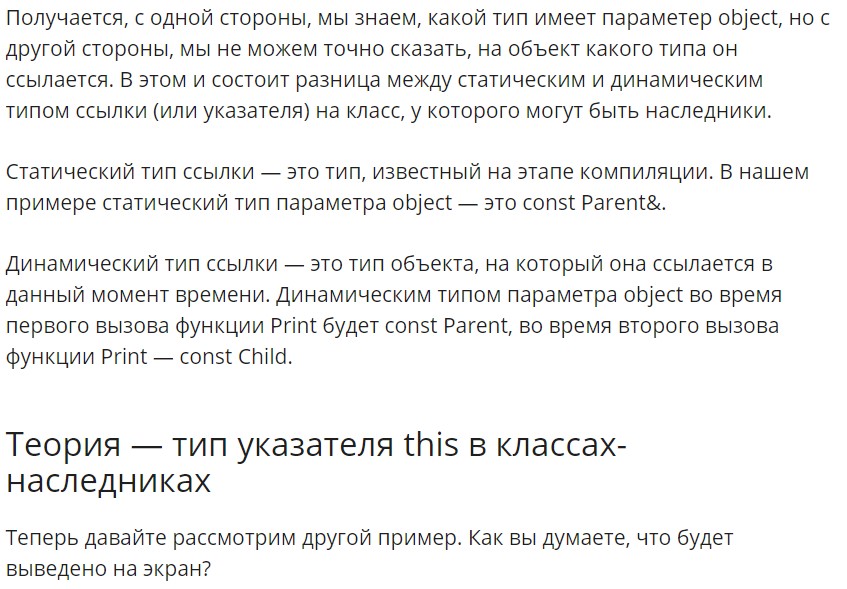 Получается, с одной стороны, мы знаем, какой тип имеет параметер object, но с
другой стороны, мы не можем точно сказать, на объект какого типа он
ссылается. В этом и состоит разница между статическим и динамическим
типом ссылки (или указателя) на класс, у которого могут быть наследники.
Статический тип ссылки — это тип, известный на этапе компиляции. В нашем
примере статический тип параметра object — это const Parent&.
Динамический тип ссылки — это тип объекта, на который она ссылается в
данный момент времени. Динамическим типом параметра object во время
первого вызова функции Print будет const Parent, во время второго вызова
функции Print — const Child.
Теория — тип указателя this в классах-
наследниках
Теперь давайте рассмотрим другой пример. Как вы думаете, что будет
выведено на экран?